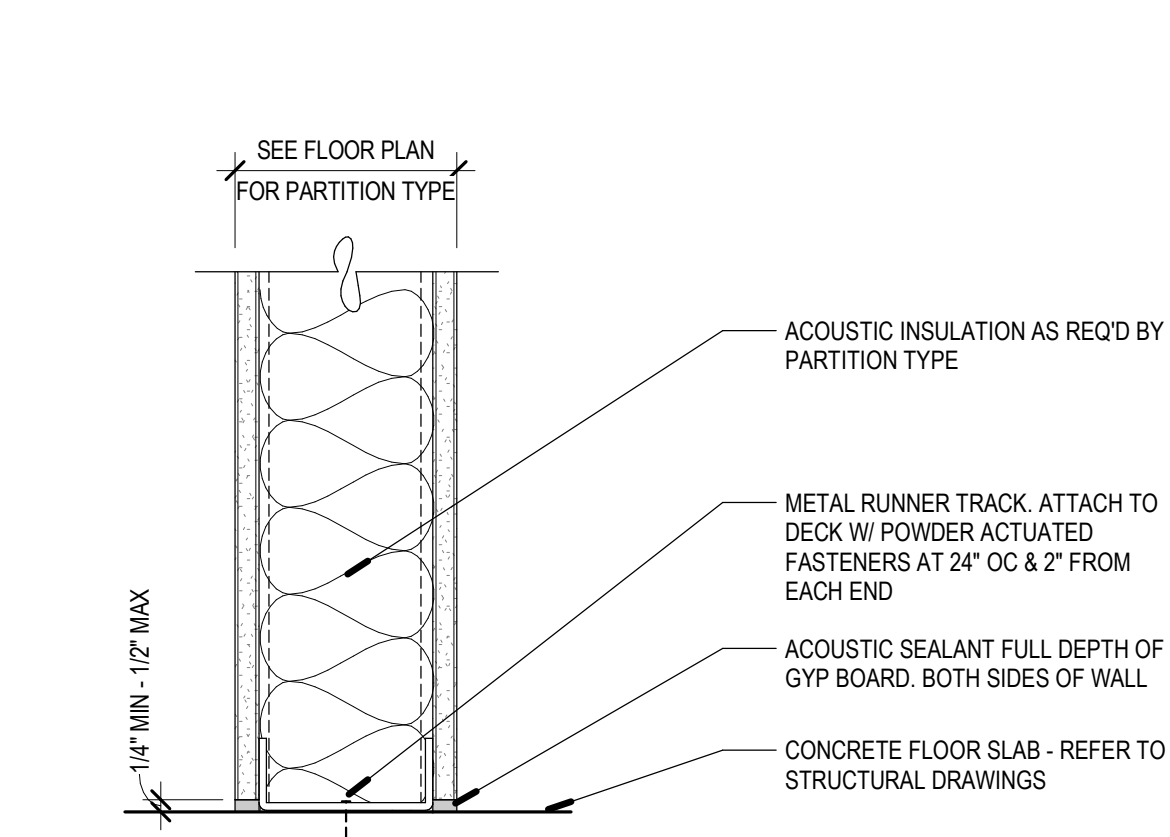 SEE FLOOR PLAN
FOR PARTITION TYPE
ACOUSTIC INSULATION AS REQ'D BY
PARTITION TYPE
METAL RUNNER TRACK. ATTACH TO
DECK W/ POWDER ACTUATED
FASTENERS AT 24" OC & 2" FROM
EACH END
1/4" MIN - 1/2" MAX
ACOUSTIC SEALANT FULL DEPTH OF
GYP BOARD. BOTH SIDES OF WALL
CONCRETE FLOOR SLAB - REFER TO
STRUCTURAL DRAWINGS